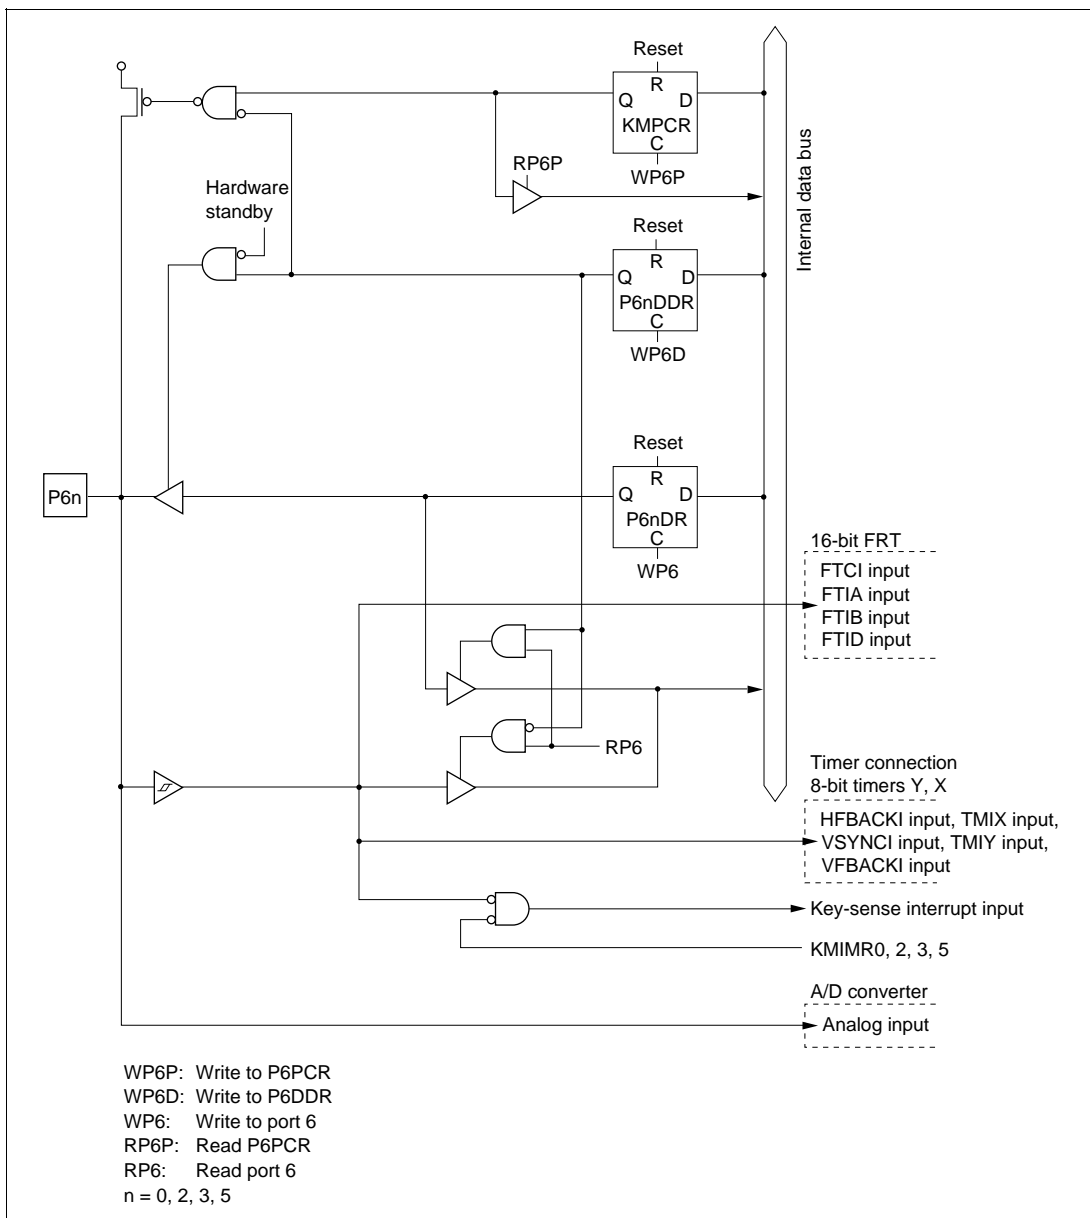 Reset
R
Q D
KMPCR
C
RP6P
WP6P
Hardware
standby
Reset
R
Q D
P6nDDR
C
WP6D
Internal data bus
Reset
R
P6n
Q D
P6nDR
C
WP6
16-bit FRT
FTCI input
FTIA input
FTIB input
FTID input
RP6
Timer connection
8-bit timers Y, X
HFBACKI input, TMIX input,
VSYNCI input, TMIY input,
VFBACKI input
Key-sense interrupt input
KMIMR0, 2, 3, 5
A/D converter
Analog input
WP6P: Write to P6PCR
WP6D: Write to P6DDR
WP6: Write to port 6
RP6P: Read P6PCR
RP6: Read port 6
n = 0, 2, 3, 5